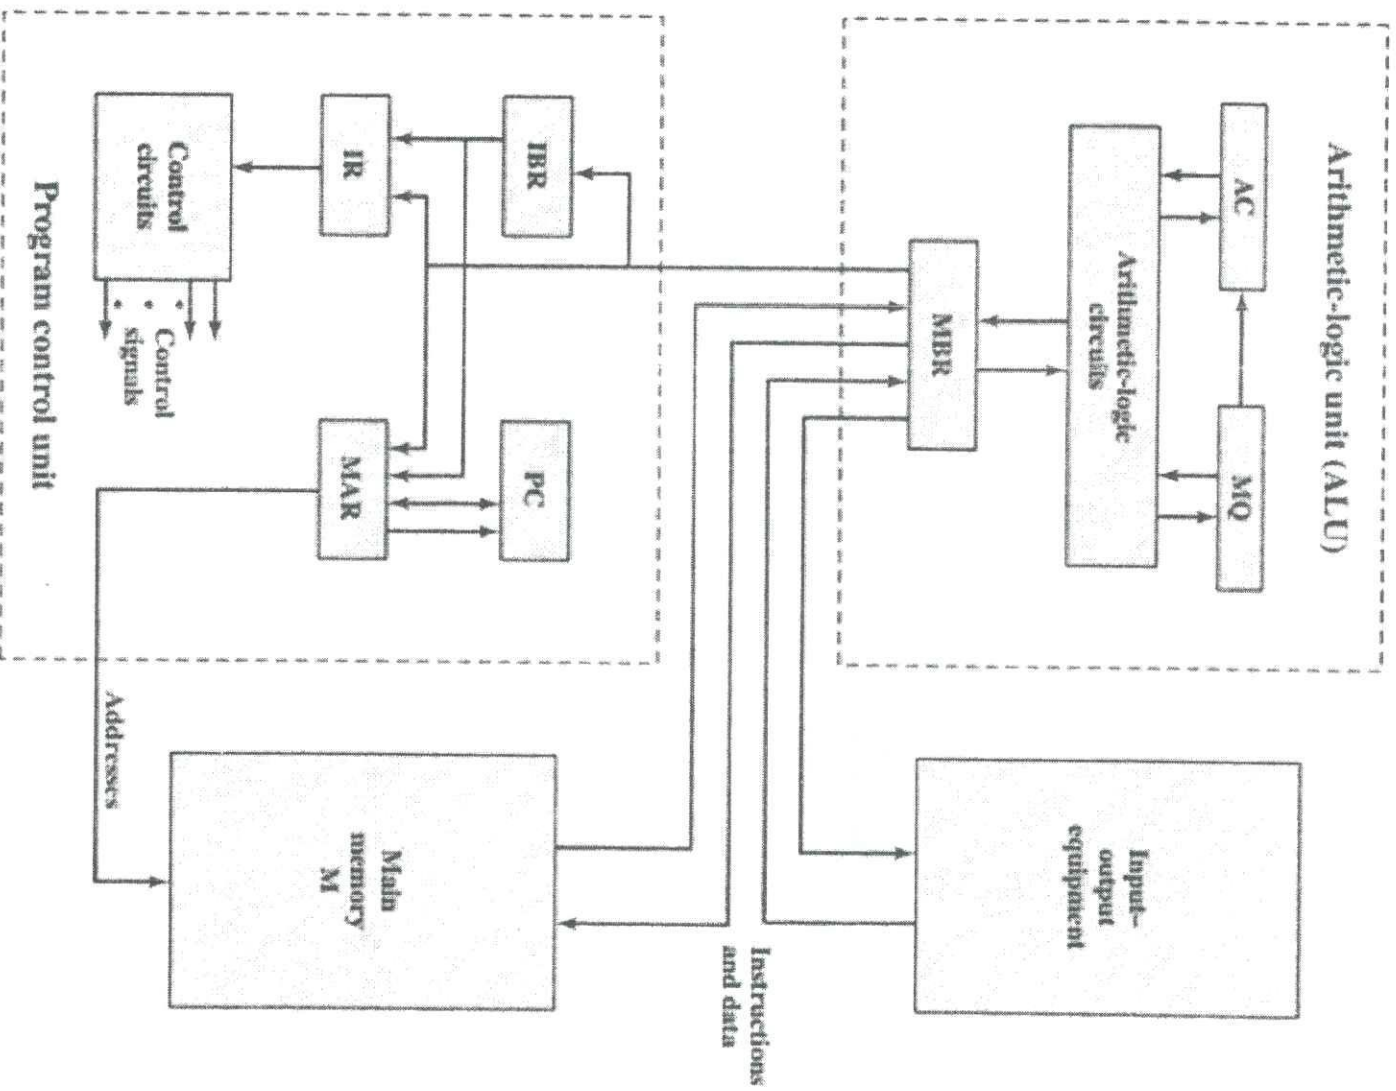 Arithmetic-logic unit (ALU)
AC
MQ
Arithmetic-logic
circuits
Input-
output
equipment
MBR
Instructions
and data
IBR
PC
IR
MAR
Main
memory
M
Control
circuits
Control
signals
Addresses
Program control unit